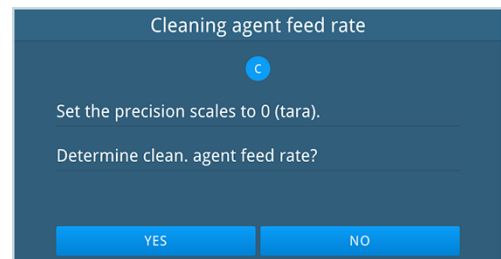 Cleaning agent feed rate
C
Set the precision scales to 0 (tara).
Determine clean. agent feed rate?
YES
NO